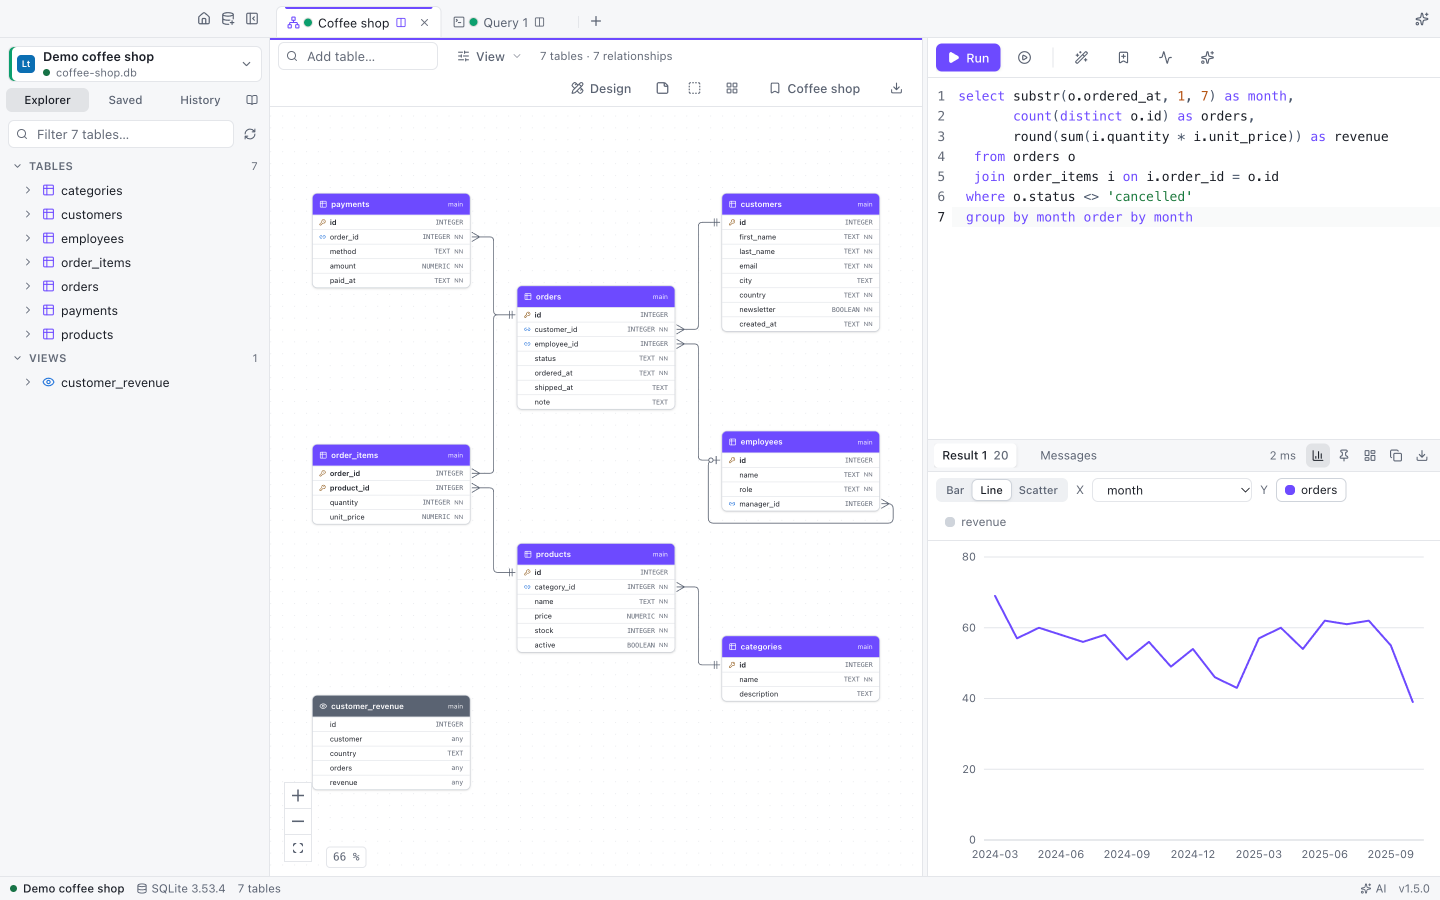 Coffee shop
Query 1
Lt
Demo coffee shop
coffee-shop.db
Explorer
Saved
History
Filter 7 tables...
TABLES 7
categories
customers
employees
order_items
orders
payments
products
VIEWS 1
customer_revenue
Add table...
View
7 tables · 7 relationships
Design
Coffee shop
payments main
id INTEGER
order_id INTEGER NN
method TEXT NN
amount NUMERIC NN
paid_at TEXT NN
customers main
id INTEGER
first_name TEXT NN
last_name TEXT NN
email TEXT NN
city TEXT
country TEXT NN
newsletter BOOLEAN NN
created_at TEXT NN
orders main
id INTEGER
customer_id INTEGER NN
employee_id INTEGER
status TEXT NN
ordered_at TEXT NN
shipped_at TEXT
note TEXT
order_items main
order_id INTEGER
product_id INTEGER
quantity INTEGER NN
unit_price NUMERIC NN
employees main
id INTEGER
name TEXT
role TEXT
manager_id INTEGER
products main
id INTEGER
category_id INTEGER NN
name TEXT NN
price NUMERIC NN
stock INTEGER NN
active BOOLEAN NN
categories main
id INTEGER
name TEXT NN
description TEXT
customer_revenue main
id INTEGER
customer any
country TEXT
orders any
revenue any
66 %
Run
1 select substr(o.ordered_at, 1, 7) as month,
2 count(distinct o.id) as orders,
3 round(sum(i.quantity * i.unit_price)) as revenue
4 from orders o
5 join order_items i on i.order_id = o.id
6 where o.status <> 'cancelled'
7 group by month order by month
Result 1 20
Messages
2 ms
Bar
Line
Scatter
X
month
Y
orders
revenue
80
60
40
20
0
2024-03 2024-06 2024-09 2024-12 2025-03 2025-06 2025-09
Demo coffee shop
SQLite 3.53.4
7 tables
AI
v1.5.0